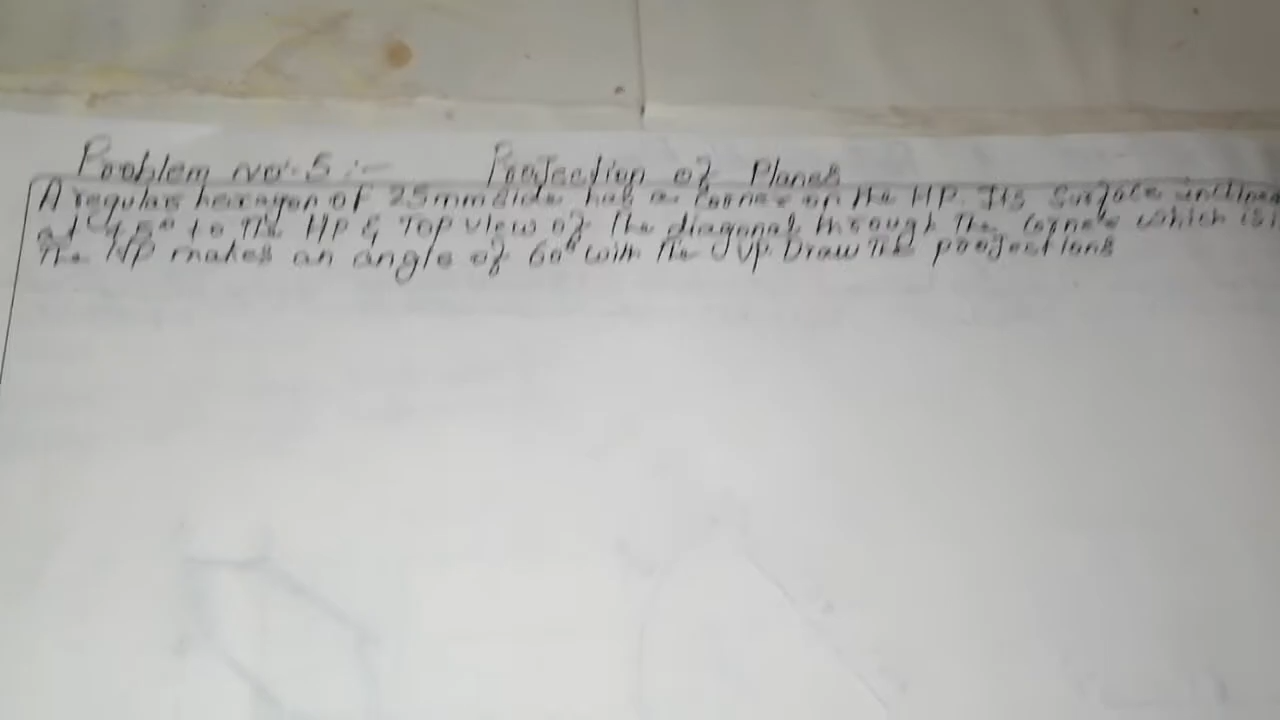 Problem No:-5:- Projection of Planes
A regular hexagon of 25mm side has a corner on the HP. Its surface inclined
at 45° to the HP & Top view of the diagonal through the corner which is in
The HP makes an angle of 60° with the VP. Draw The projections